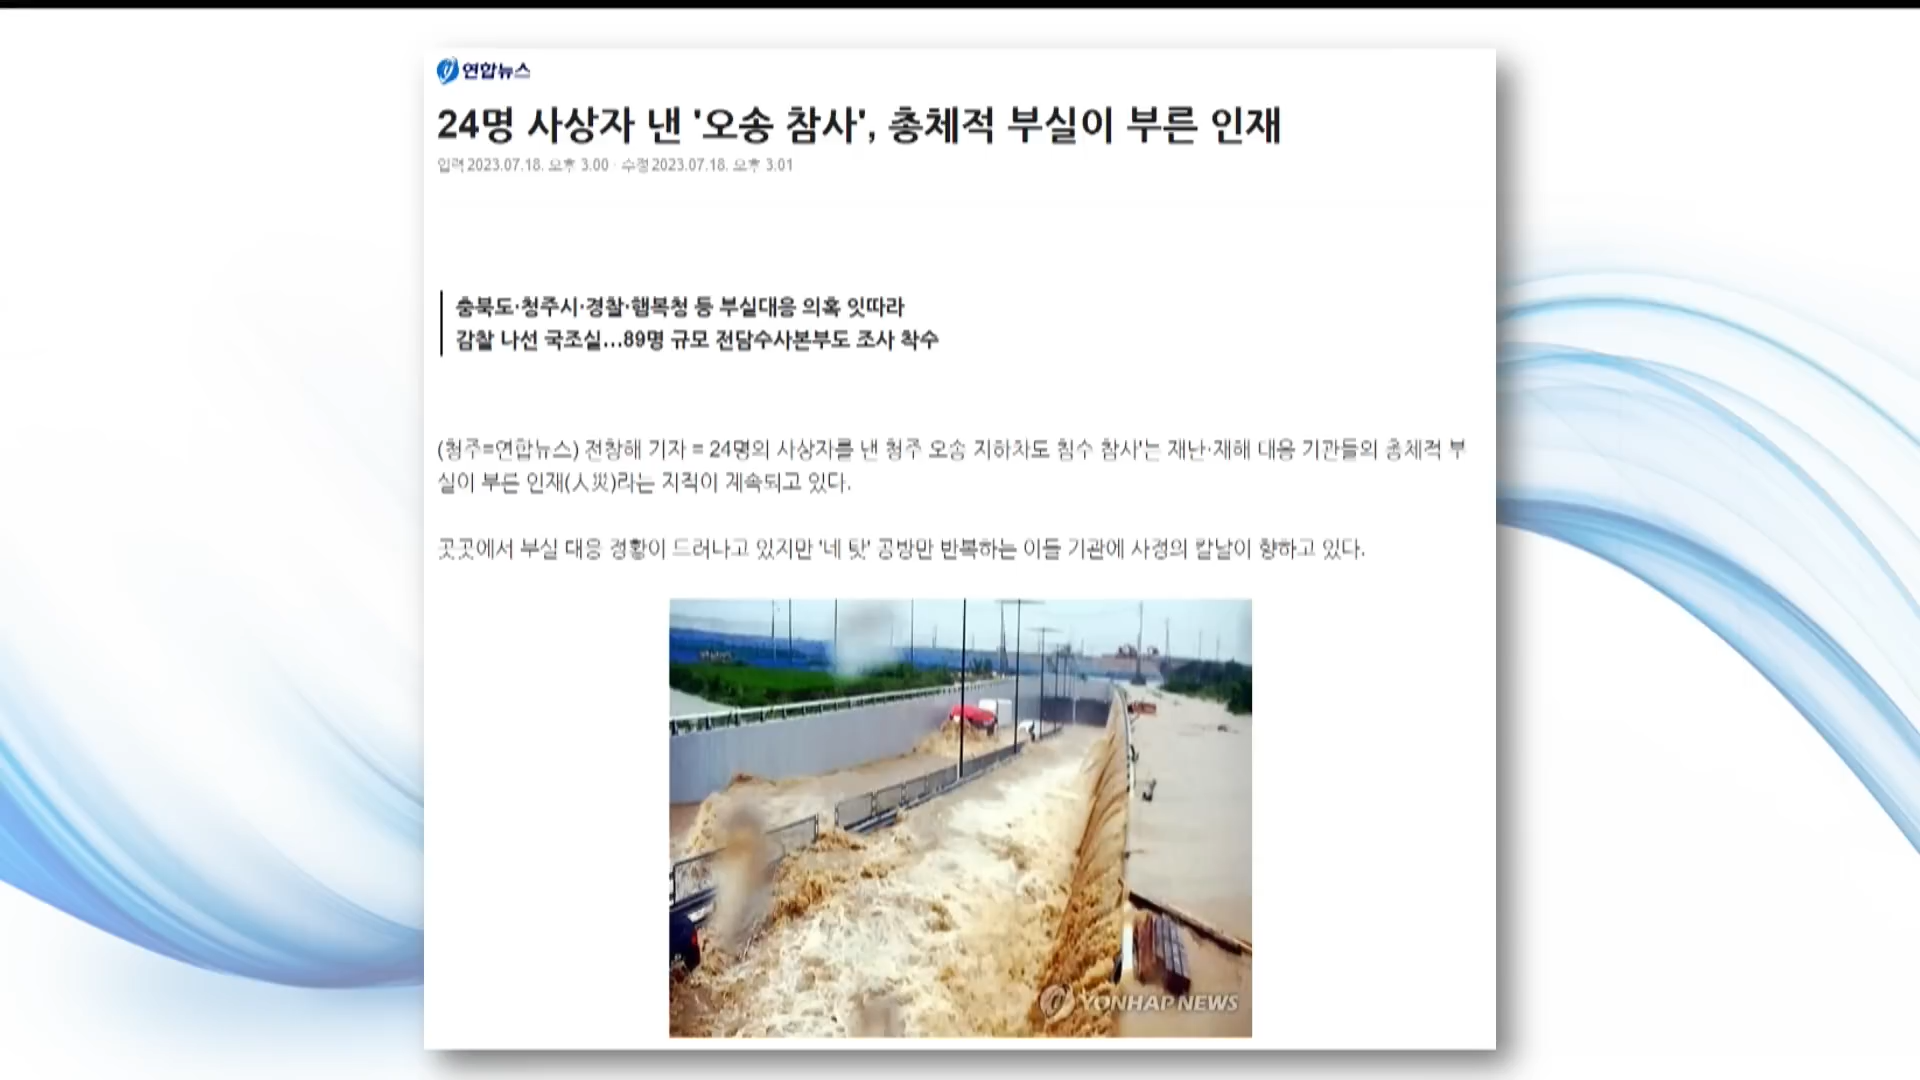 연합뉴스
24명 사상자 낸 '오송 참사', 총체적 부실이 부른 인재
입력 2023.07.18. 오후 3.00 · 수정 2023.07.18. 오후 3.01
충북도·청주시·경찰·행복청 등 부실대응 의혹 잇따라
감찰 나선 국조실...89명 규모 전담수사본부도 조사 착수
(청주=연합뉴스) 전창해 기자 = 24명의 사상자를 낸 청주 오송 지하차도 침수 참사'는 재난·재해 대응 기관들의 총체적 부
실이 부른 인재(人災)라는 지적이 계속되고 있다.
곳곳에서 부실 대응 정황이 드러나고 있지만 '네 탓' 공방만 반복하는 이들 기관에 사정의 칼날이 향하고 있다.
YONHAP NEWS